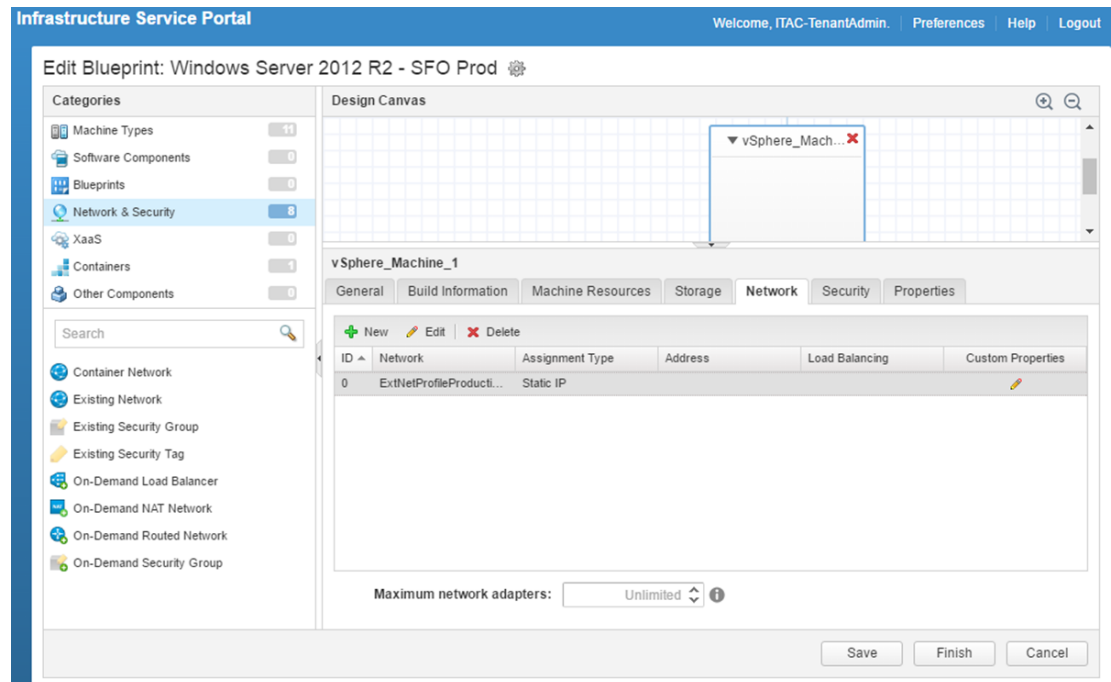 Infrastructure Service Portal
Welcome, ITAC-TenantAdmin. Preferences Help Logout
Edit Blueprint: Windows Server 2012 R2 - SFO Prod
Categories
Machine Types 11
Software Components 0
Blueprints 0
Network & Security 8
XaaS 0
Containers 1
Other Components 0
Search
Container Network
Existing Network
Existing Security Group
Existing Security Tag
On-Demand Load Balancer
On-Demand NAT Network
On-Demand Routed Network
On-Demand Security Group
Design Canvas
vSphere_Mach...
vSphere_Machine_1
General Build Information Machine Resources Storage Network Security Properties
New Edit Delete
ID Network Assignment Type Address Load Balancing Custom Properties
0 ExtNetProfileProducti... Static IP
Maximum network adapters: Unlimited
Save Finish Cancel